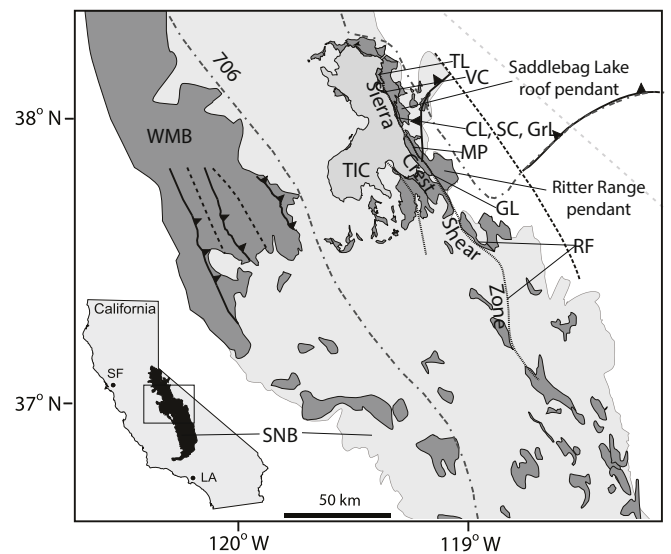 706
TL
VC
Saddlebag Lake
roof pendant
38° N
WMB
Sierra
CL, SC, GrL
MP
TIC
Crest
Ritter Range
pendant
GL
Shear
RF
Zone
California
SF
37° N
SNB
LA
50 km
120° W
119° W